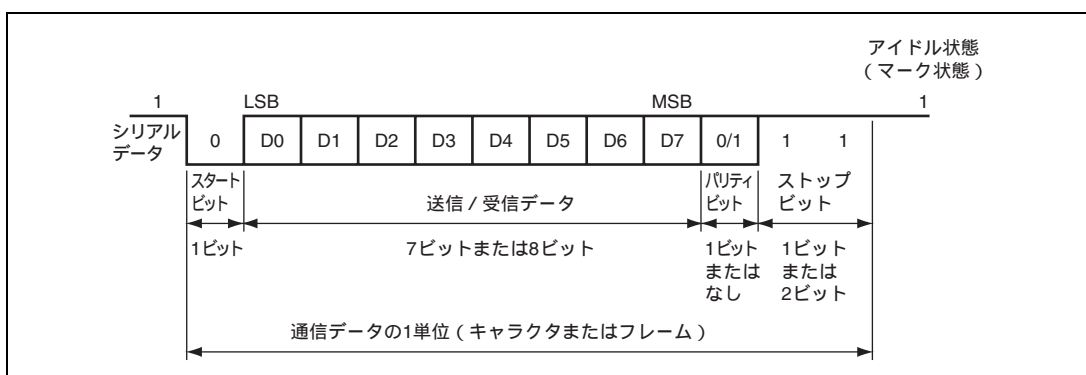 アイドル状態
（マーク状態）
1 LSB MSB 1
シリアル
データ
0 D0 D1 D2 D3 D4 D5 D6 D7 0/1 1 1
スタート
ビット
送信 / 受信データ
パリティ
ビット
ストップ
ビット
1ビット
7ビットまたは8ビット
1ビット
または
なし
1ビット
または
2ビット
通信データの1単位（キャラクタまたはフレーム）